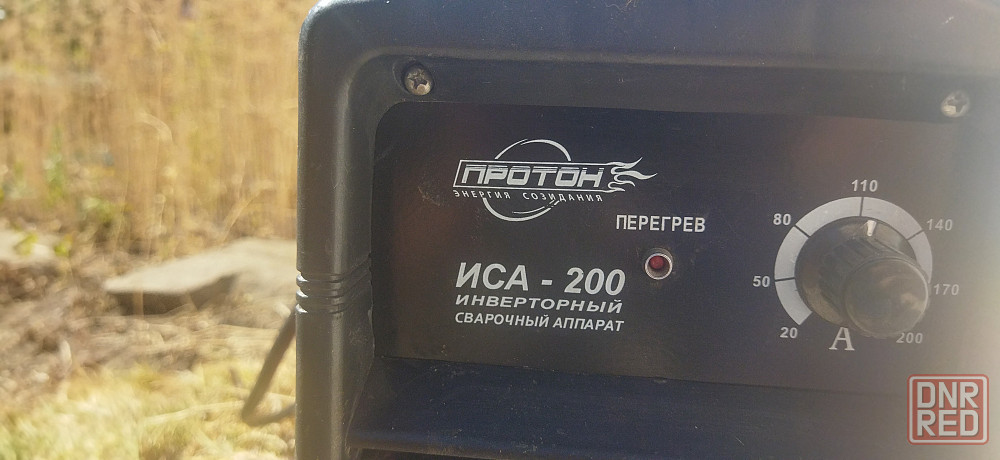 ПРОТОН
ЭНЕРГИЯ СОЗИДАНИЯ
ПЕРЕГРЕВ
ИСА - 200
ИНВЕРТОРНЫЙ
СВАРОЧНЫЙ АППАРАТ
110
80
140
50
170
20
A
200
DNR
RED